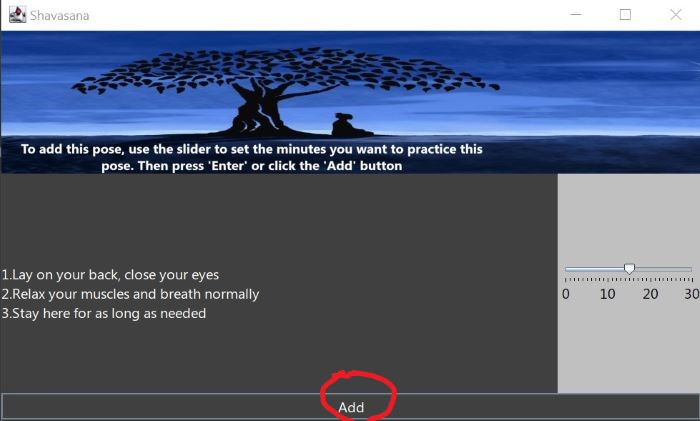 Shavasana
To add this pose, use the slider to set the minutes you want to practice this
pose. Then press 'Enter' or click the 'Add' button
1.Lay on your back, close your eyes
2.Relax your muscles and breath normally
3.Stay here for as long as needed
0 10 20 30
Add